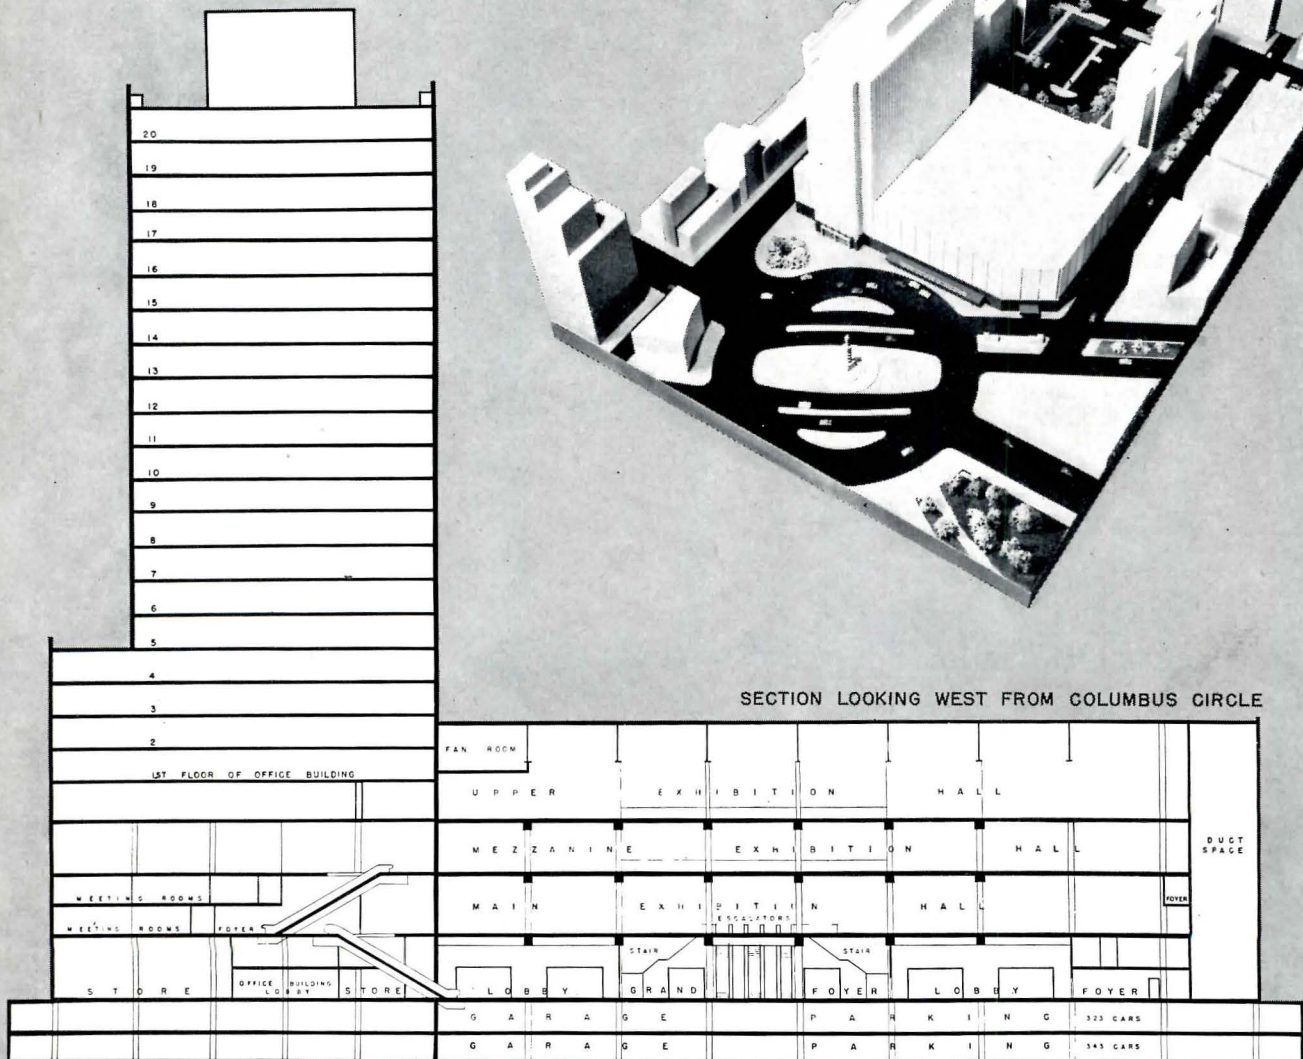 20
19
18
17
16
15
14
13
12
11
10
9
8
7
6
5
4
3
2
1ST FLOOR OF OFFICE BUILDING
SECTION LOOKING WEST FROM COLUMBUS CIRCLE
FAN ROOM
UPPER EXHIBITION HALL
MEZZANINE EXHIBITION HALL
DUCT
SPACE
MEETING ROOMS
MAIN EXHIBITION HALL
FOYER
ESCALATORS
MEETING ROOMS
FOYER
STAIR
STAIR
STORE
OFFICE BUILDING
LOBBY
STORE
LOBBY
GRAND
FOYER
LOBBY
FOYER
GARAGE PARKING 323 CARS
GARAGE PARKING 343 CARS